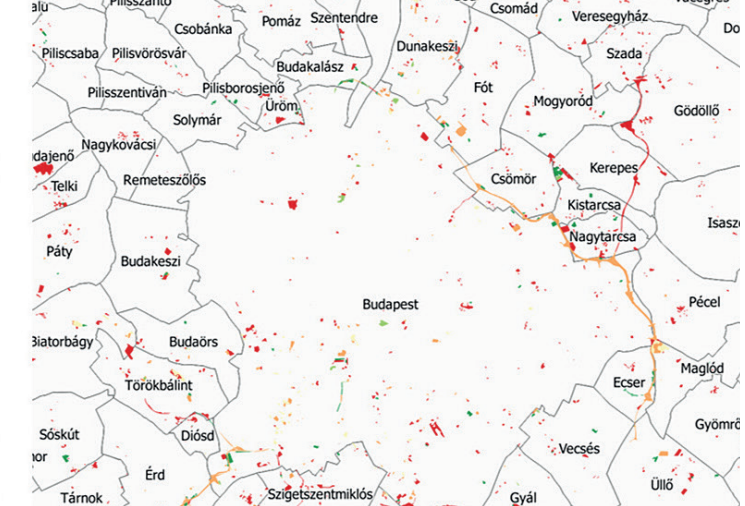 Piliszántó
Csobánka
Pomáz
Szentendre
Csomád
Veresegyház
Piliscsaba
Pilisvörösvár
Dunakeszi
Szada
Budakalász
Pilisszentiván
Pilisborosjenő
Fót
Mogyoród
Gödöllő
Üröm
Solymár
Nagykovácsi
Kerepes
Telki
Remeteszőlős
Csömör
Kistarcsa
Nagytarcsa
Páty
Budakeszi
Budapest
Pécel
Budaörs
Törökbálint
Ecser
Maglód
Sóskút
Diósd
Vecsés
Érd
Üllő
Tárnok
Szigetszentmiklós
Gyál